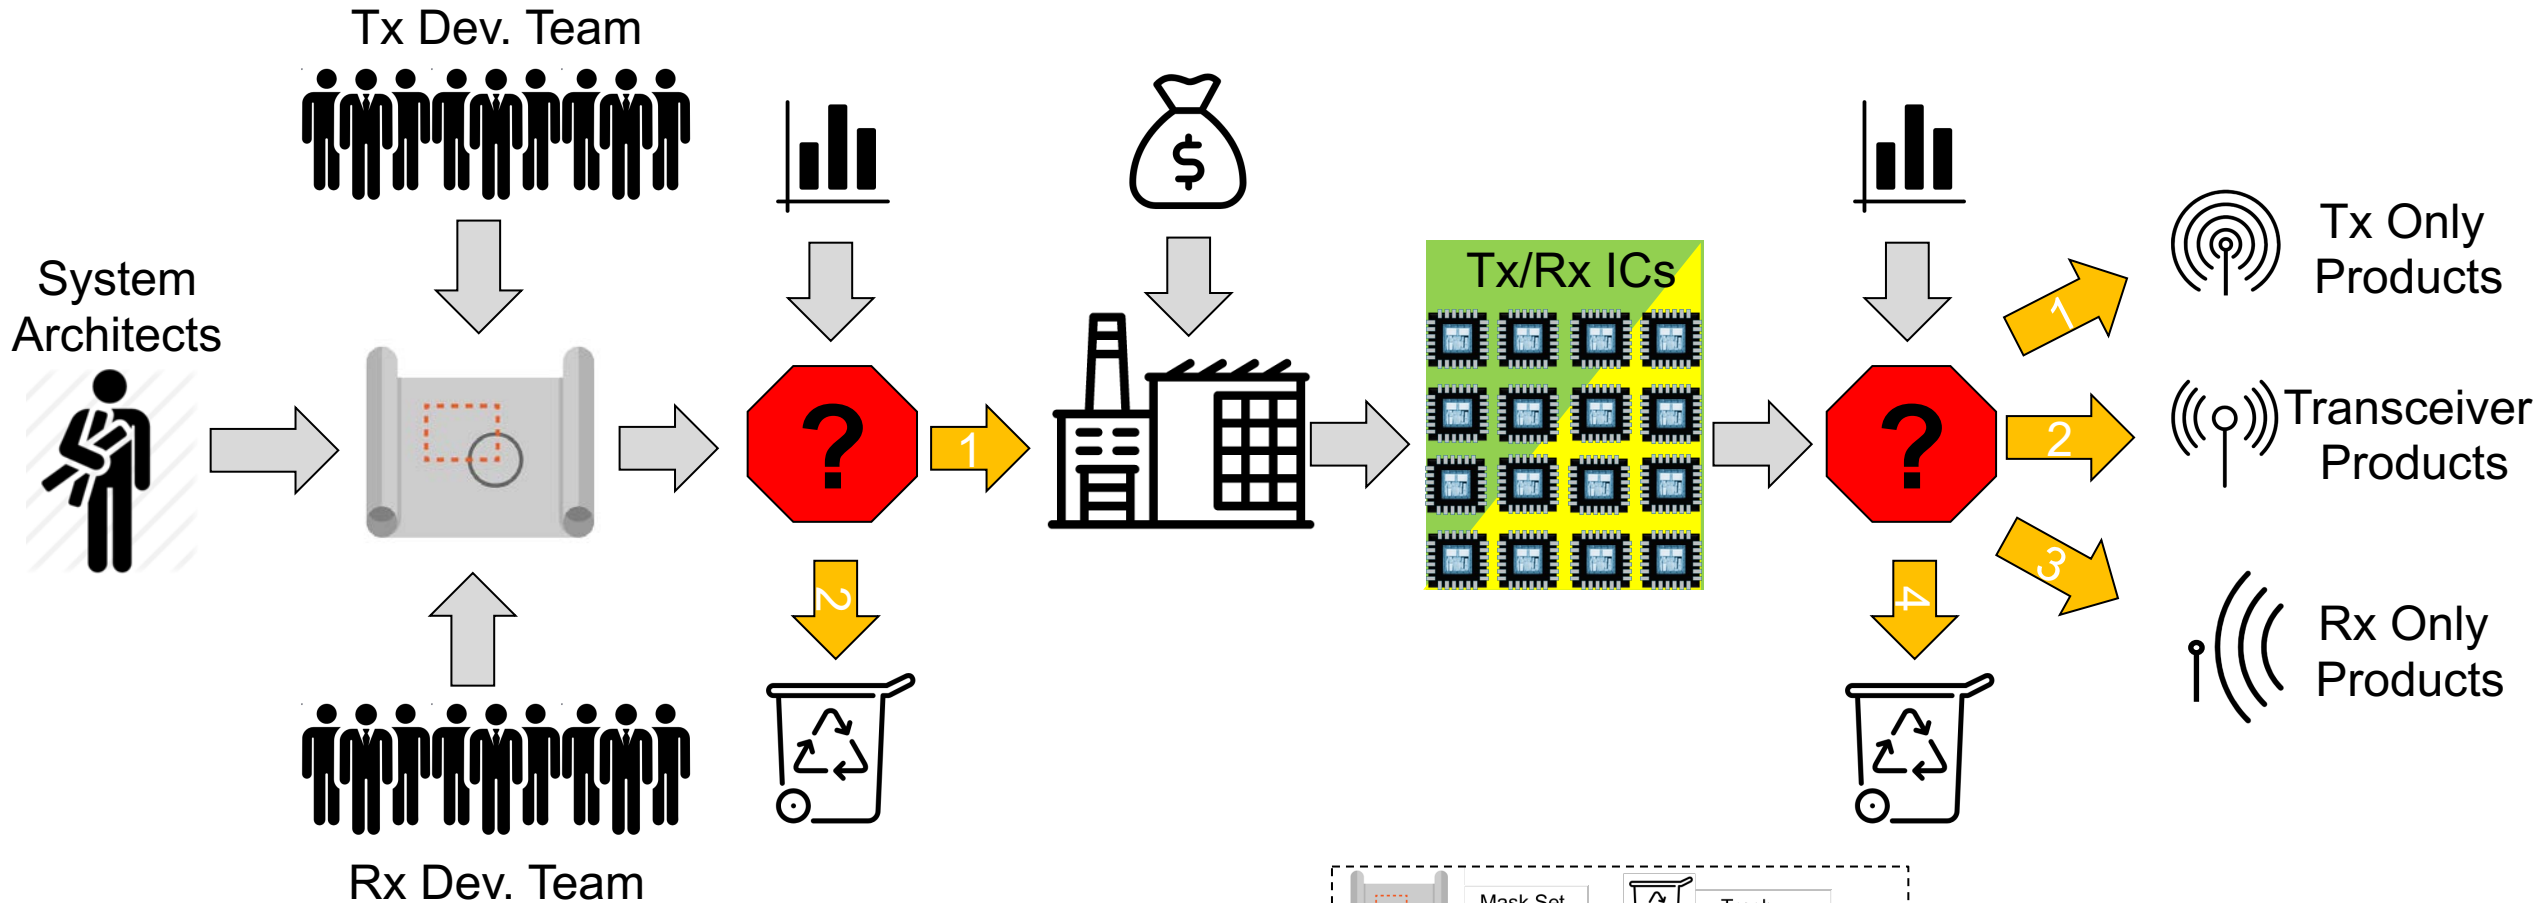 Tx Dev. Team
System
Architects
?
1
2
$
Tx/Rx ICs
?
1
2
3
4
Tx Only
Products
Transceiver
Products
Rx Only
Products
Rx Dev. Team
Mask Set